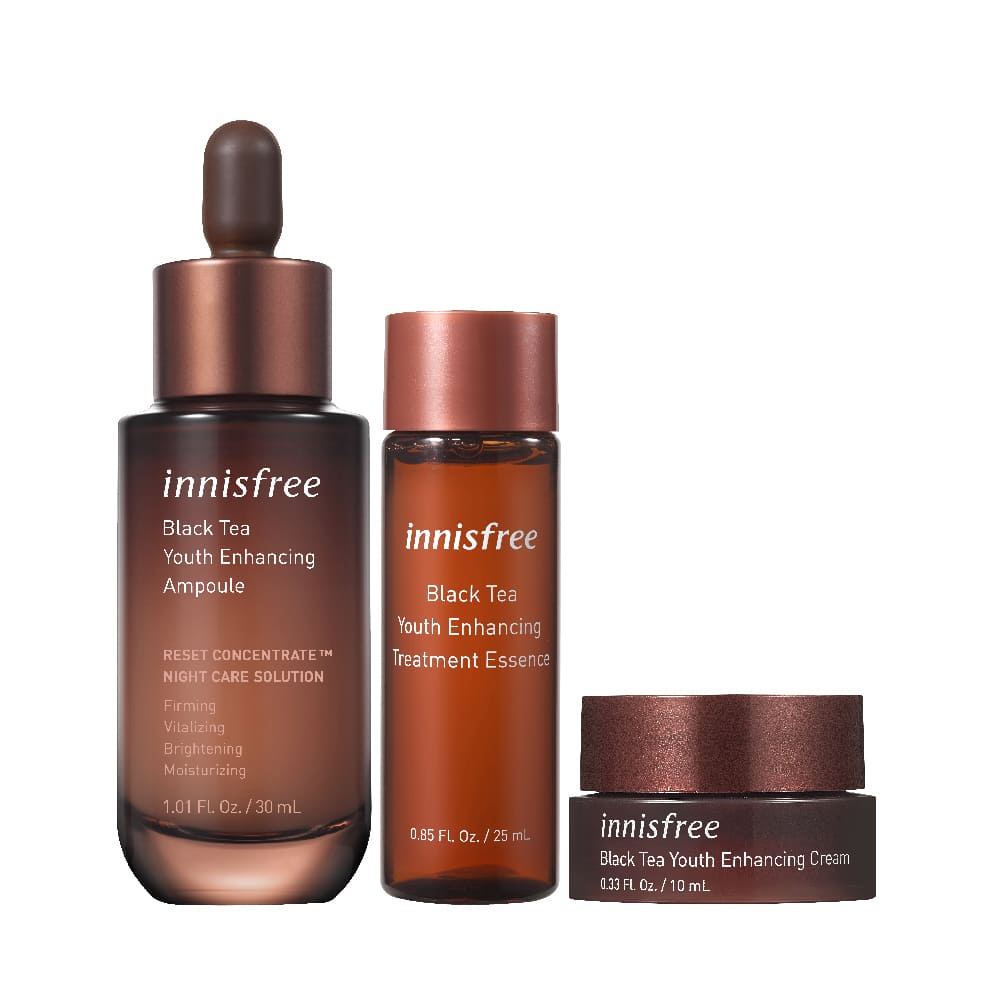 innisfree
Black Tea
Youth Enhancing
Ampoule
RESET CONCENTRATE™
NIGHT CARE SOLUTION
Firming
Vitalizing
Brightening
Moisturizing
1.01 Fl. Oz. / 30 mL
innisfree
Black Tea
Youth Enhancing
Treatment Essence
0.85 Fl. Oz. / 25 mL
innisfree
Black Tea Youth Enhancing Cream
0.33 Fl. Oz. / 10 mL